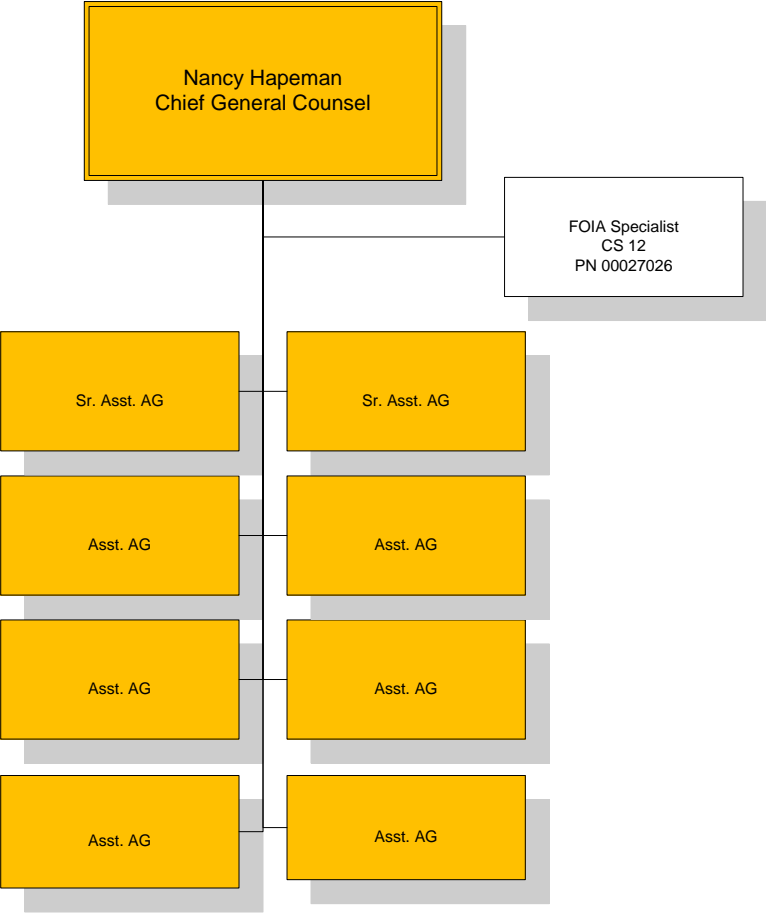 Nancy Hapeman
Chief General Counsel
FOIA Specialist
CS 12
PN 00027026
Sr. Asst. AG
Sr. Asst. AG
Asst. AG
Asst. AG
Asst. AG
Asst. AG
Asst. AG
Asst. AG